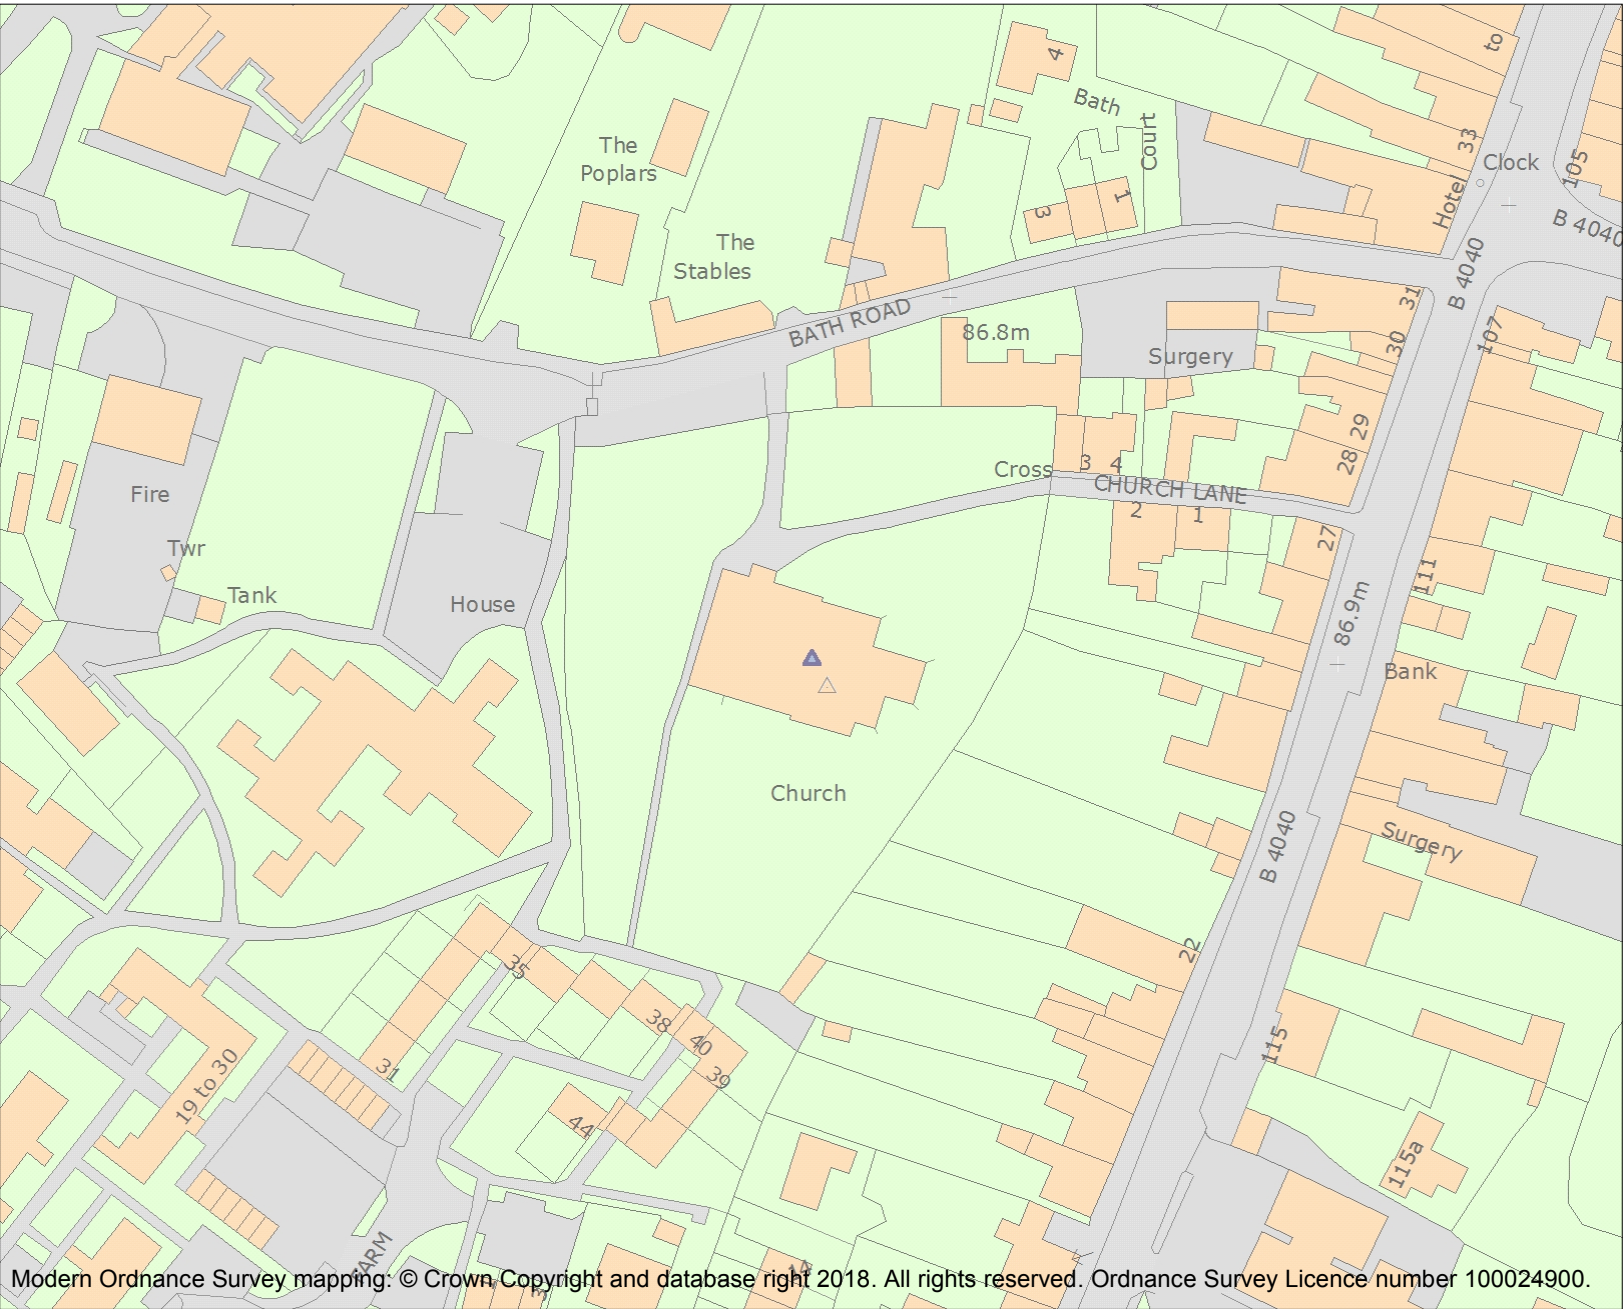 4
to
Bath
Court
33
Clock
105
The
Poplars
1
3
Hotel
B 4040
The
Stables
B 4040
31
BATH ROAD
86.8m
30
107
Surgery
29
28
Cross
3
4
CHURCH LANE
Fire
2
1
27
Twr
Tank
House
111
86.9m
Bank
Church
B 4040
Surgery
22
35
38
40
39
31
115
19 to 30
44
115a
FARM
14
Modern Ordnance Survey mapping: © Crown Copyright and database right 2018. All rights reserved. Ordnance Survey Licence number 100024900.